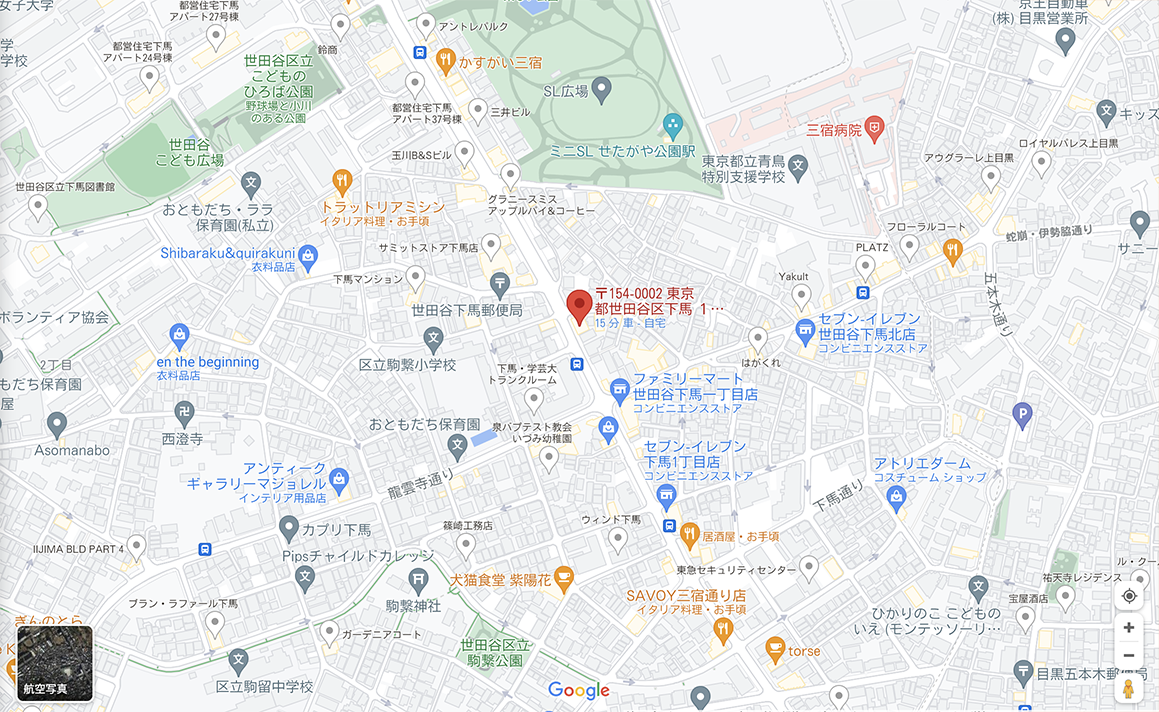 女子大学
都営住宅下馬
アパート27号棟
鈴商
アントレパルク
京王自動車
(株) 目黒営業所
学
学校
都営住宅下馬
アパート24号棟
世田谷区立
こどもの
ひろば公園
野球場と小川
のある公園
かすがい三宿
SL広場
都営住宅下馬
アパート37号棟
三井ビル
キッズ
三宿病院
世田谷
こども広場
玉川B&Sビル
ミニSL せたがや公園駅
東京都立青鳥
特別支援学校
ロイヤルパレス上目黒
アウグラーレ上目黒
世田谷区立下馬図書館
おともだち・ララ
保育園(私立)
トラットリアミシン
イタリア料理・お手頃
グラニースミス
アップルパイ&コーヒー
フローラルコート
蛇崩・伊勢脇通り
サニー
Shibaraku&quirakuni
衣料品店
サミットストア下馬店
PLATZ
下馬マンション
Yakult
五本木通り
世田谷下馬郵便局
〒154-0002 東京
都世田谷区下馬 1…
15 分 車 - 自宅
ボランティア協会
セブン-イレブン
世田谷下馬北店
コンビニエンスストア
en the beginning
衣料品店
2丁目
区立駒繋小学校
下馬・学芸大
トランクルーム
はがくれ
もだち保育園
屋
ファミリーマート
世田谷下馬一丁目店
コンビニエンスストア
P
西澄寺
Asomanabo
おともだち保育園
泉バプテスト教会
いづみ幼稚園
セブン-イレブン
下馬1丁目店
コンビニエンスストア
アンティーク
ギャラリーマジョレル
インテリア用品店
龍雲寺通り
アトリエダーム
コスチューム ショップ
下馬通り
カブリ下馬
篠崎工務店
ウィンド下馬
居酒屋・お手頃
IIJIMA BLD PART 4
Pipsチャイルドカレッジ
東急セキュリティセンター
ル・クー
祐天寺レジデンス
犬猫食堂 紫陽花
駒繋神社
SAVOY三宿通り店
イタリア料理・お手頃
ブラン・ラファール下馬
宝屋酒店
ひかりのこ こどもの
いえ (モンテッソーリ…
ぎんのとら
ガーデニアコート
世田谷区立
駒繋公園
torse
区立駒留中学校
目黒五本木郵便局
航空写真
Google